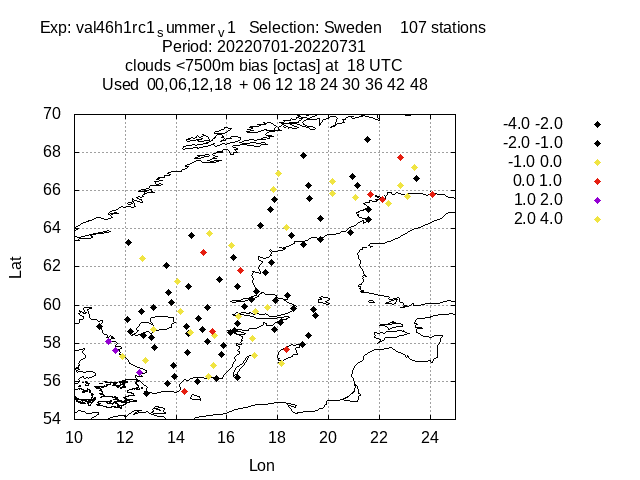 Exp: val46h1rc1summerv1 Selection: Sweden 107 stations
Period: 20220701-20220731
clouds <7500m bias [octas] at 18 UTC
Used 00,06,12,18 + 06 12 18 24 30 36 42 48
70
68
66
64
62
60
58
56
54
10 12 14 16 18 20 22 24
Lat
Lon
-4.0 -2.0
-2.0 -1.0
-1.0 0.0
0.0 1.0
1.0 2.0
2.0 4.0